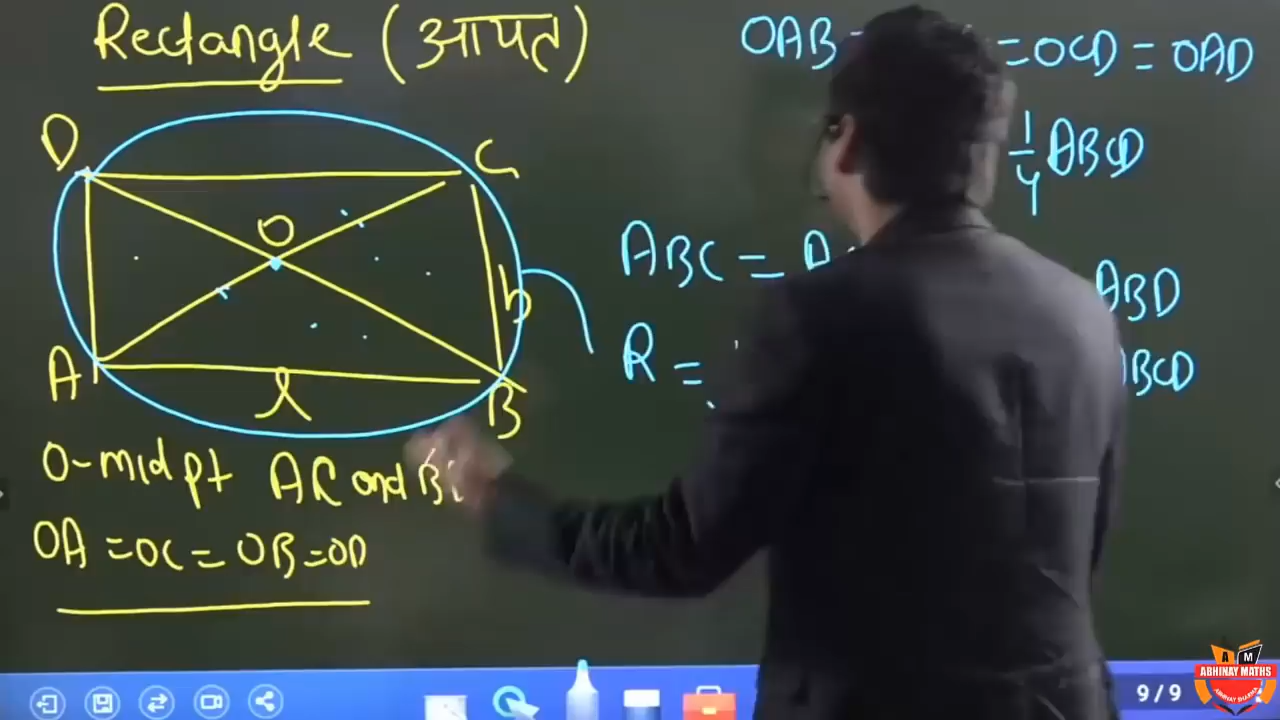 Rectangle (आयत)
OAB = = OCD = OAD
1/4 ABCD
D C
O
b
A l B
ABC = A ABD
R = ABCD
O-mid pt AC and B
OA = OC = OB = OD
9/9
AM
ABHINAY MATHS